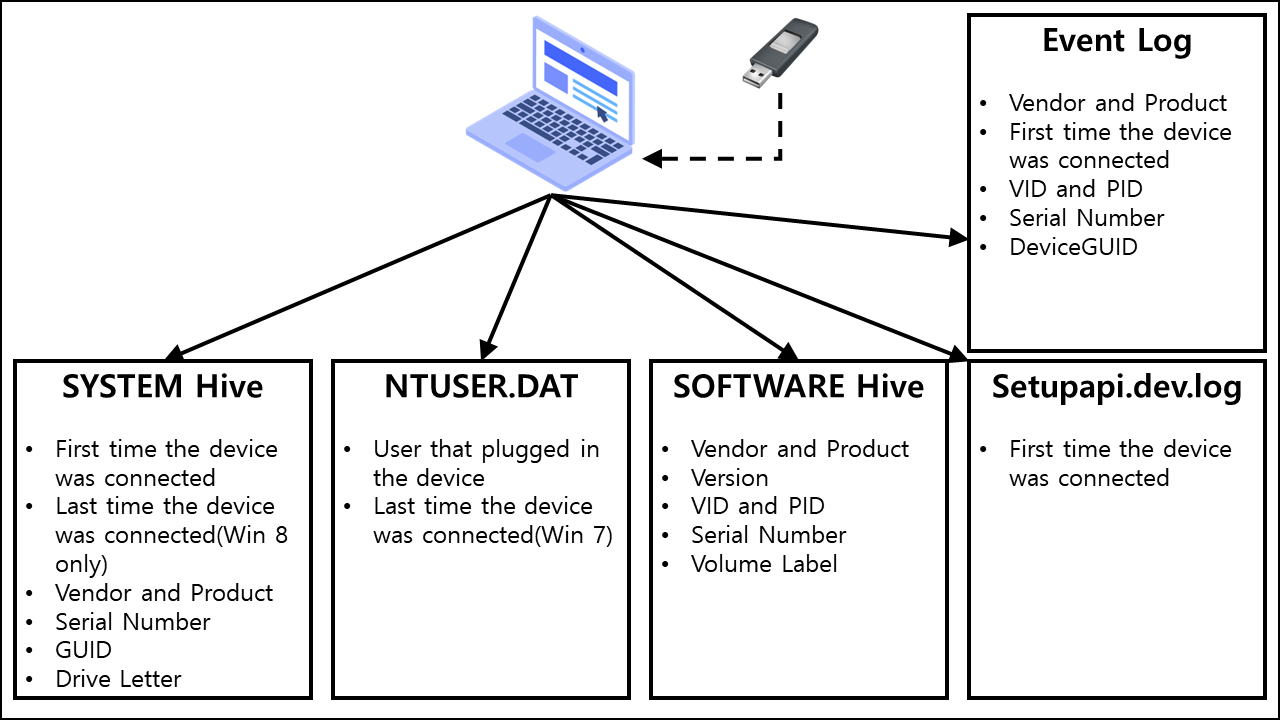 Event Log
• Vendor and Product
• First time the device
was connected
• VID and PID
• Serial Number
• DeviceGUID
SYSTEM Hive
• First time the device
was connected
• Last time the device
was connected(Win 8
only)
• Vendor and Product
• Serial Number
• GUID
• Drive Letter
NTUSER.DAT
• User that plugged in
the device
• Last time the device
was connected(Win 7)
SOFTWARE Hive
• Vendor and Product
• Version
• VID and PID
• Serial Number
• Volume Label
Setupapi.dev.log
• First time the device
was connected